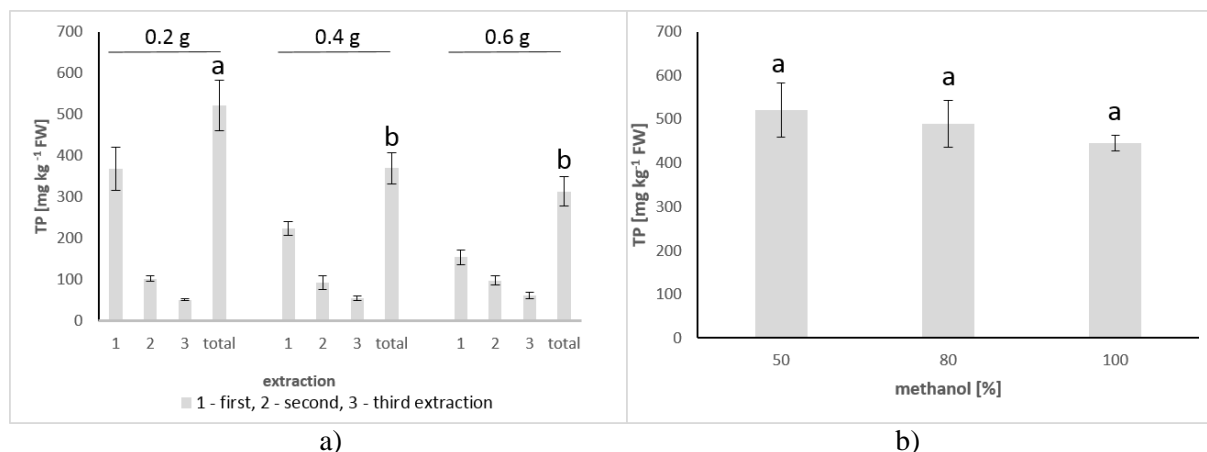 0.2 g 0.4 g 0.6 g
TP [mg kg⁻¹ FW]
700
600
500
400
300
200
100
0
a
b
b
1 2 3 total 1 2 3 total 1 2 3 total
extraction
1 - first, 2 - second, 3 - third extraction
a)
TP [mg kg⁻¹ FW]
700
600
500
400
300
200
100
0
a a a
50 80 100
methanol [%]
b)